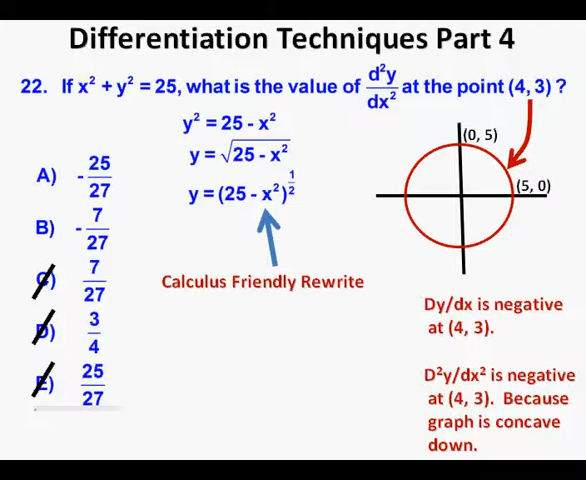 Differentiation Techniques Part 4
22. If x² + y² = 25, what is the value of d²y/dx² at the point (4, 3) ?
y² = 25 - x²
y = √25 - x²
y = (25 - x²)^1/2
Calculus Friendly Rewrite
A) - 25/27
B) - 7/27
C) 7/27
D) 3/4
E) 25/27
(0, 5)
(5, 0)
Dy/dx is negative
at (4, 3).
D²y/dx² is negative
at (4, 3). Because
graph is concave
down.